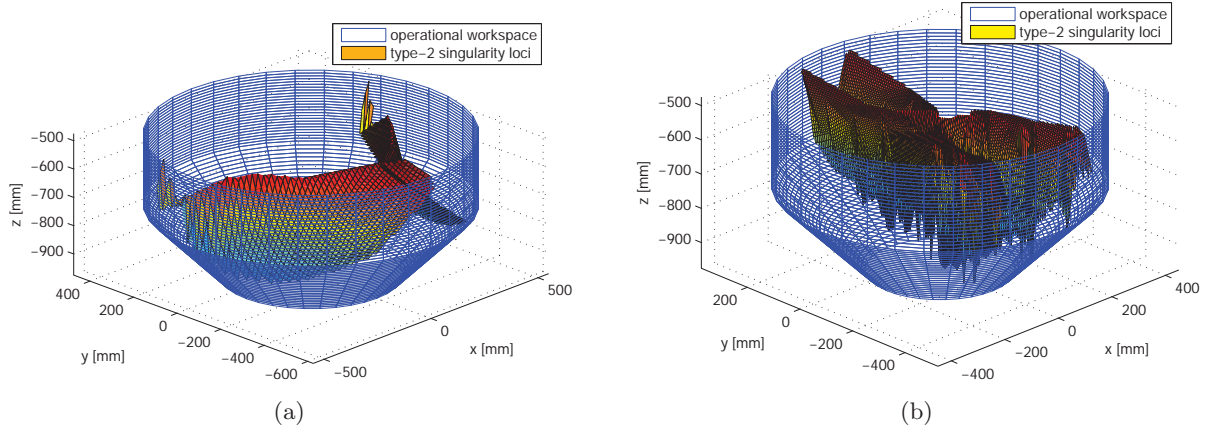 operational workspace
type−2 singularity loci
−500
−600
−700
−800
−900
z [mm]
400
200
0
−200
−400
−600
y [mm]
−500
0
500
x [mm]
(a)
operational workspace
type−2 singularity loci
−500
−600
−700
−800
−900
z [mm]
200
0
−200
−400
y [mm]
−400
−200
0
200
400
x [mm]
(b)